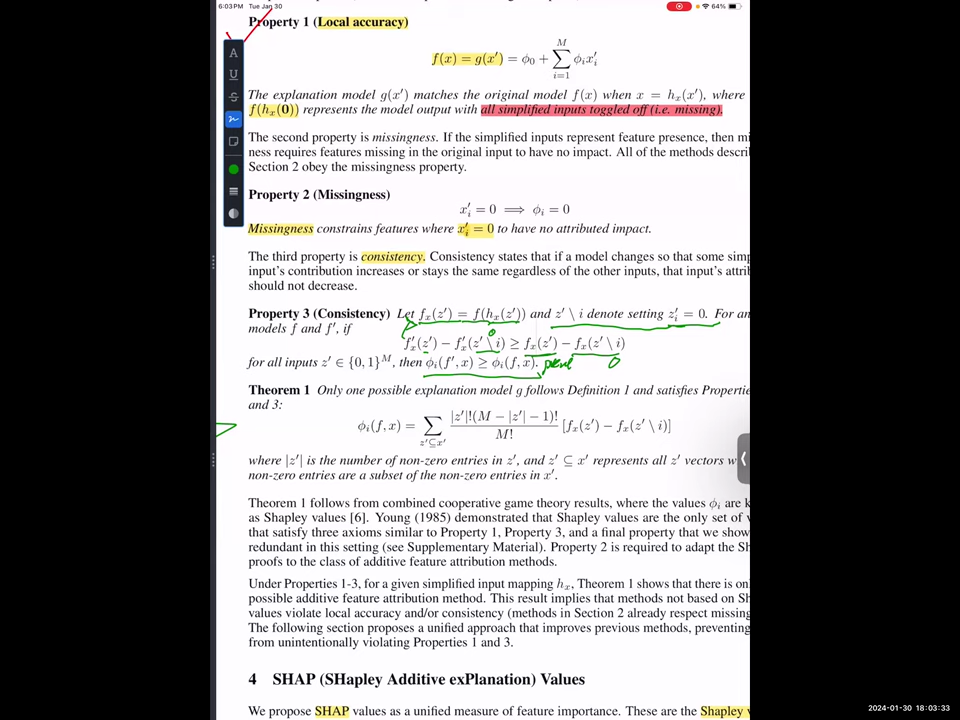 6:03 PM Tue Jan 30
64%
Property 1 (Local accuracy)
f(x) = g(x′) = ϕ0 + ∑_{i=1}^{M} ϕi x′i
The explanation model g(x′) matches the original model f(x) when x = hx(x′), where
f(hx(0)) represents the model output with all simplified inputs toggled off (i.e. missing).
The second property is missingness. If the simplified inputs represent feature presence, then mi
ness requires features missing in the original input to have no impact. All of the methods descri
Section 2 obey the missingness property.
Property 2 (Missingness)
x′i = 0 ⟹ ϕi = 0
Missingness constrains features where x′i = 0 to have no attributed impact.
The third property is consistency. Consistency states that if a model changes so that some simp
input's contribution increases or stays the same regardless of the other inputs, that input's attri
should not decrease.
Property 3 (Consistency) Let fx(z′) = f(hx(z′)) and z′ \ i denote setting z′i = 0. For an
models f and f′, if
0
f′x(z′) − f′x(z′ \ i) ≥ fx(z′) − fx(z′ \ i)
for all inputs z′ ∈ {0, 1}^M, then ϕi(f′, x) ≥ ϕi(f, x). 0
Theorem 1 Only one possible explanation model g follows Definition 1 and satisfies Propertie
and 3:
ϕi(f, x) = ∑_{z′⊆x′} |z′|!(M − |z′| − 1)! / M! [fx(z′) − fx(z′ \ i)]
where |z′| is the number of non-zero entries in z′, and z′ ⊆ x′ represents all z′ vectors w
non-zero entries are a subset of the non-zero entries in x′.
Theorem 1 follows from combined cooperative game theory results, where the values ϕi are k
as Shapley values [6]. Young (1985) demonstrated that Shapley values are the only set of v
that satisfy three axioms similar to Property 1, Property 3, and a final property that we show
redundant in this setting (see Supplementary Material). Property 2 is required to adapt the Sh
proofs to the class of additive feature attribution methods.
Under Properties 1-3, for a given simplified input mapping hx, Theorem 1 shows that there is on
possible additive feature attribution method. This result implies that methods not based on Sh
values violate local accuracy and/or consistency (methods in Section 2 already respect missing
The following section proposes a unified approach that improves previous methods, preventing
from unintentionally violating Properties 1 and 3.
4 SHAP (SHapley Additive exPlanation) Values
We propose SHAP values as a unified measure of feature importance. These are the Shapley v
2024-01-30 18:03:33